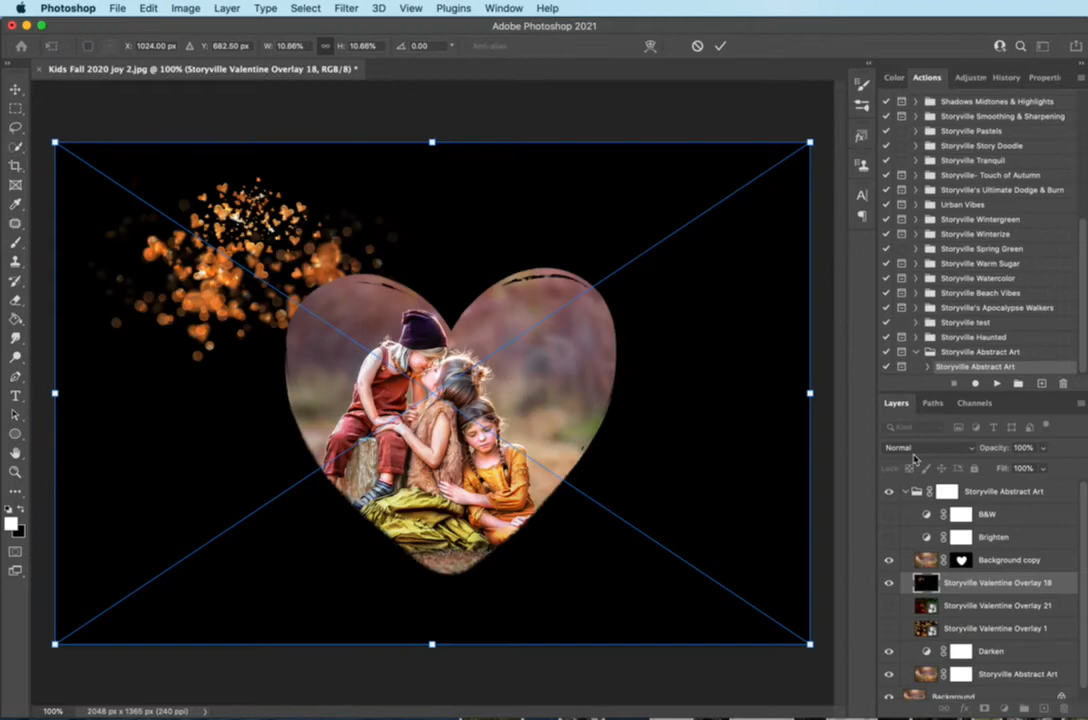 Photoshop File Edit Image Layer Type Select Filter 3D View Plugins Window Help
Adobe Photoshop 2021
X: 1024.00 px Y: 682.50 px W: 10.66% H: 10.66% 0.00 Anti-alias
× Kids Fall 2020 joy 2.jpg @ 100% (Storyville Valentine Overlay 18, RGB/8) *
Color Actions Adjustm History Properti
Shadows Midtones & Highlights
Storyville Smoothing & Sharpening
Storyville Pastels
Storyville Story Doodie
Storyville Tranquil
Storyville- Touch of Autumn
Storyville's Ultimate Dodge & Burn
Urban Vibes
Storyville Wintergreen
Storyville Winterize
Storyville Spring Green
Storyville Warm Sugar
Storyville Watercolor
Storyville Beach Vibes
Storyville's Apocalypse Walkers
Storyville test
Storyville Haunted
Storyville Abstract Art
Storyville Abstract Art
Layers Paths Channels
Kind
Normal Opacity: 100%
Lock: Fill: 100%
Storyville Abstract Art
B&W
Brighten
Background copy
Storyville Valentine Overlay 18
Storyville Valentine Overlay 21
Storyville Valentine Overlay 1
Darken
Storyville Abstract Art
Background
100% 2048 px x 1365 px (240 ppi)